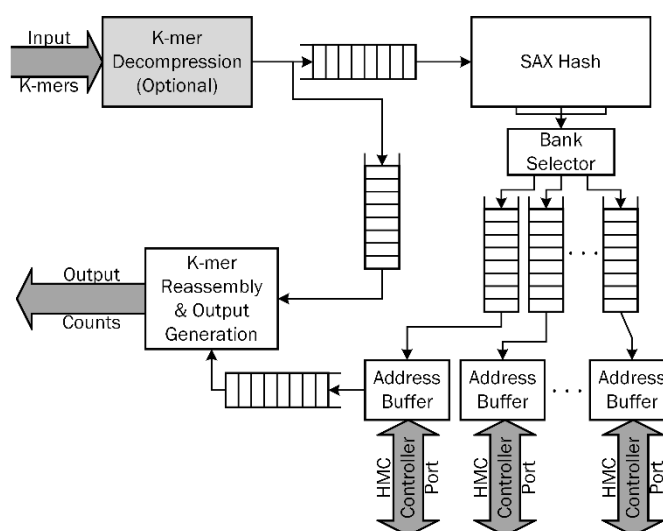 Input
K-mers
K-mer
Decompression
(Optional)
SAX Hash
Bank
Selector
. . .
Output
Counts
K-mer
Reassembly
& Output
Generation
Address
Buffer
Address
Buffer
. . .
Address
Buffer
HMC
Controller
Port
HMC
Controller
Port
HMC
Controller
Port